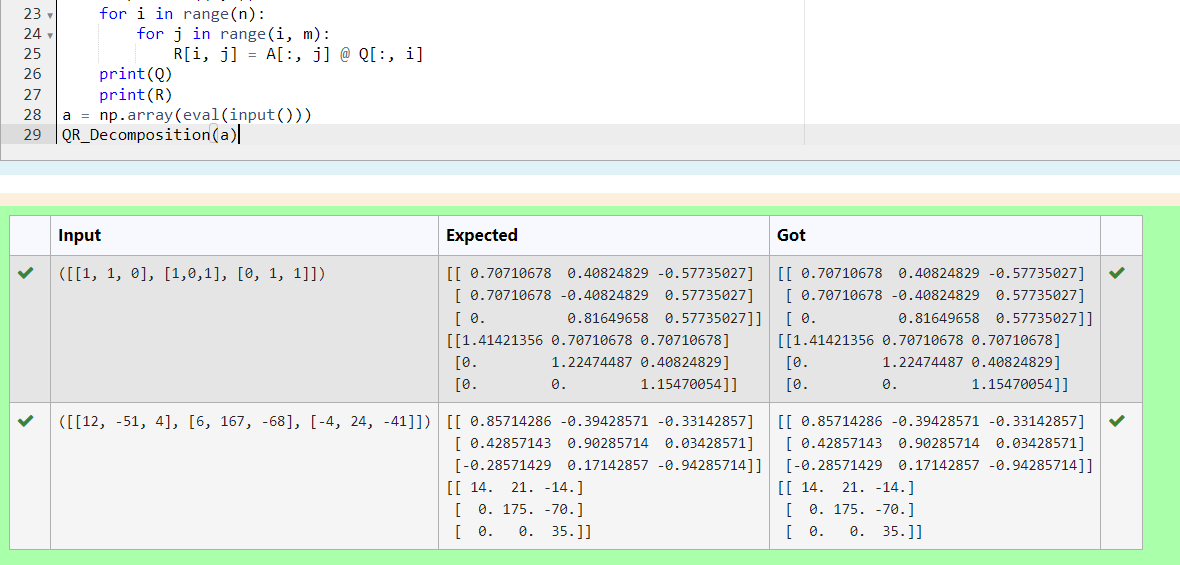 23 for i in range(n):
24 for j in range(i, m):
25 R[i, j] = A[:, j] @ Q[:, i]
26 print(Q)
27 print(R)
28 a = np.array(eval(input()))
29 QR_Decomposition(a)
Input Expected Got
([[1, 1, 0], [1,0,1], [0, 1, 1]]) [[ 0.70710678 0.40824829 -0.57735027] [[ 0.70710678 0.40824829 -0.57735027]
[ 0.70710678 -0.40824829 0.57735027] [ 0.70710678 -0.40824829 0.57735027]
[ 0. 0.81649658 0.57735027]] [ 0. 0.81649658 0.57735027]]
[[1.41421356 0.70710678 0.70710678] [[1.41421356 0.70710678 0.70710678]
[0. 1.22474487 0.40824829] [0. 1.22474487 0.40824829]
[0. 0. 1.15470054]] [0. 0. 1.15470054]]
([[12, -51, 4], [6, 167, -68], [-4, 24, -41]]) [[ 0.85714286 -0.39428571 -0.33142857] [[ 0.85714286 -0.39428571 -0.33142857]
[ 0.42857143 0.90285714 0.03428571] [ 0.42857143 0.90285714 0.03428571]
[-0.28571429 0.17142857 -0.94285714]] [-0.28571429 0.17142857 -0.94285714]]
[[ 14. 21. -14.] [[ 14. 21. -14.]
[ 0. 175. -70.] [ 0. 175. -70.]
[ 0. 0. 35.]] [ 0. 0. 35.]]